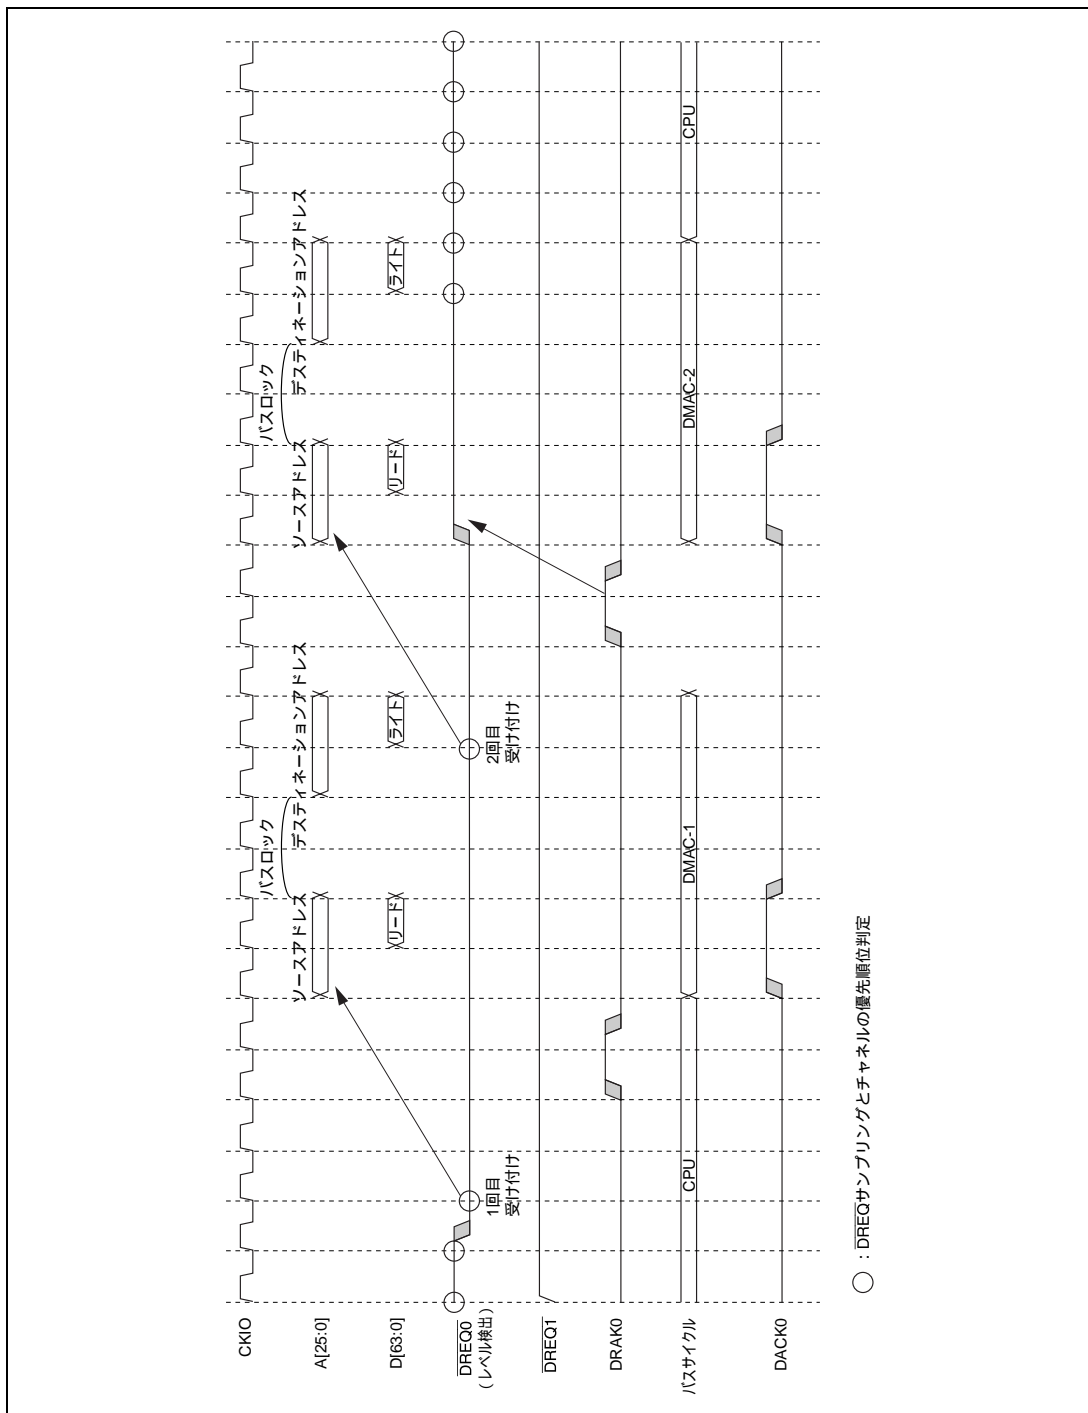 CKIO
バスロック
バスロック
ソースアドレス
デスティネーションアドレス
ソースアドレス
デスティネーションアドレス
A[25:0]
D[63:0]
リード
ライト
リード
ライト
DREQ0
(レベル検出)
1回目
受け付け
2回目
受け付け
DREQ1
DRAK0
バスサイクル
CPU
DMAC-1
DMAC-2
CPU
DACK0
○ : DREQサンプリングとチャネルの優先順位判定